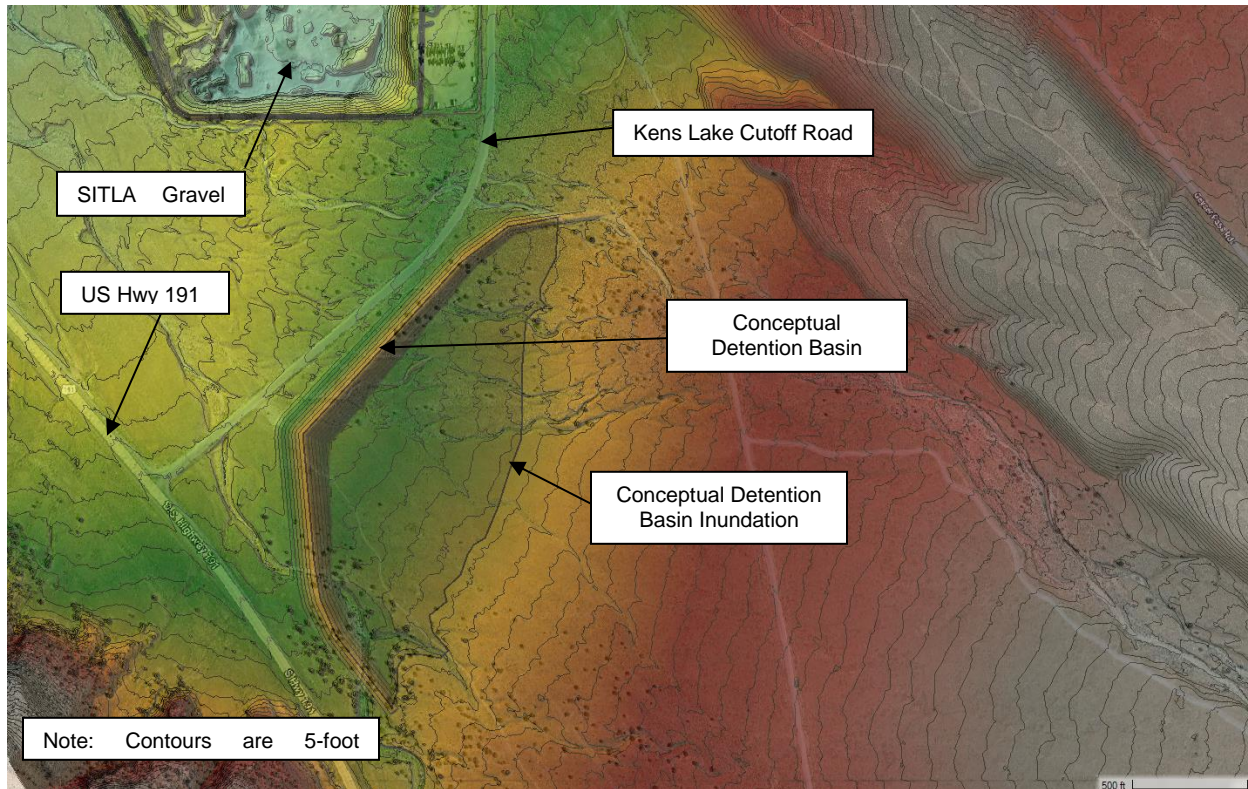 Kens Lake Cutoff Road
SITLA Gravel
US Hwy 191
Conceptual
Detention Basin
Conceptual Detention
Basin Inundation
Note: Contours are 5-foot
500 ft